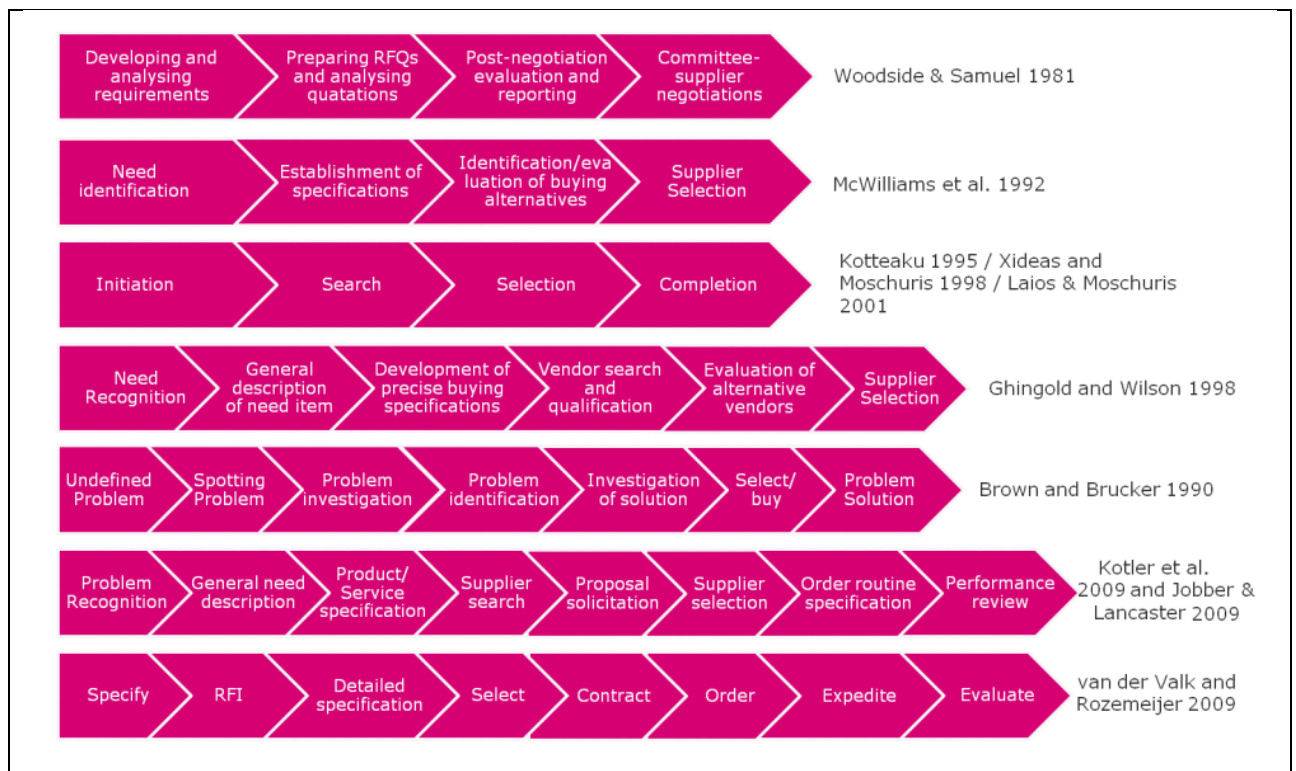 Developing and
analysing
requirements
Preparing RFQs
and analysing
quatations
Post-negotiation
evaluation and
reporting
Committee-
supplier
negotiations
Woodside & Samuel 1981
Need
identification
Establishment of
specifications
Identification/eva
luation of buying
alternatives
Supplier
Selection
McWilliams et al. 1992
Initiation
Search
Selection
Completion
Kotteaku 1995 / Xideas and
Moschuris 1998 / Laios & Moschuris
2001
Need
Recognition
General
description
of need item
Development of
precise buying
specifications
Vendor search
and
qualification
Evaluation of
alternative
vendors
Supplier
Selection
Ghingold and Wilson 1998
Undefined
Problem
Spotting
Problem
Problem
investigation
Problem
identification
Investigation
of solution
Select/
buy
Problem
Solution
Brown and Brucker 1990
Problem
Recognition
General need
description
Product/
Service
specification
Supplier
search
Proposal
solicitation
Supplier
selection
Order routine
specification
Performance
review
Kotler et al.
2009 and Jobber &
Lancaster 2009
Specify
RFI
Detailed
specification
Select
Contract
Order
Expedite
Evaluate
van der Valk and
Rozemeijer 2009